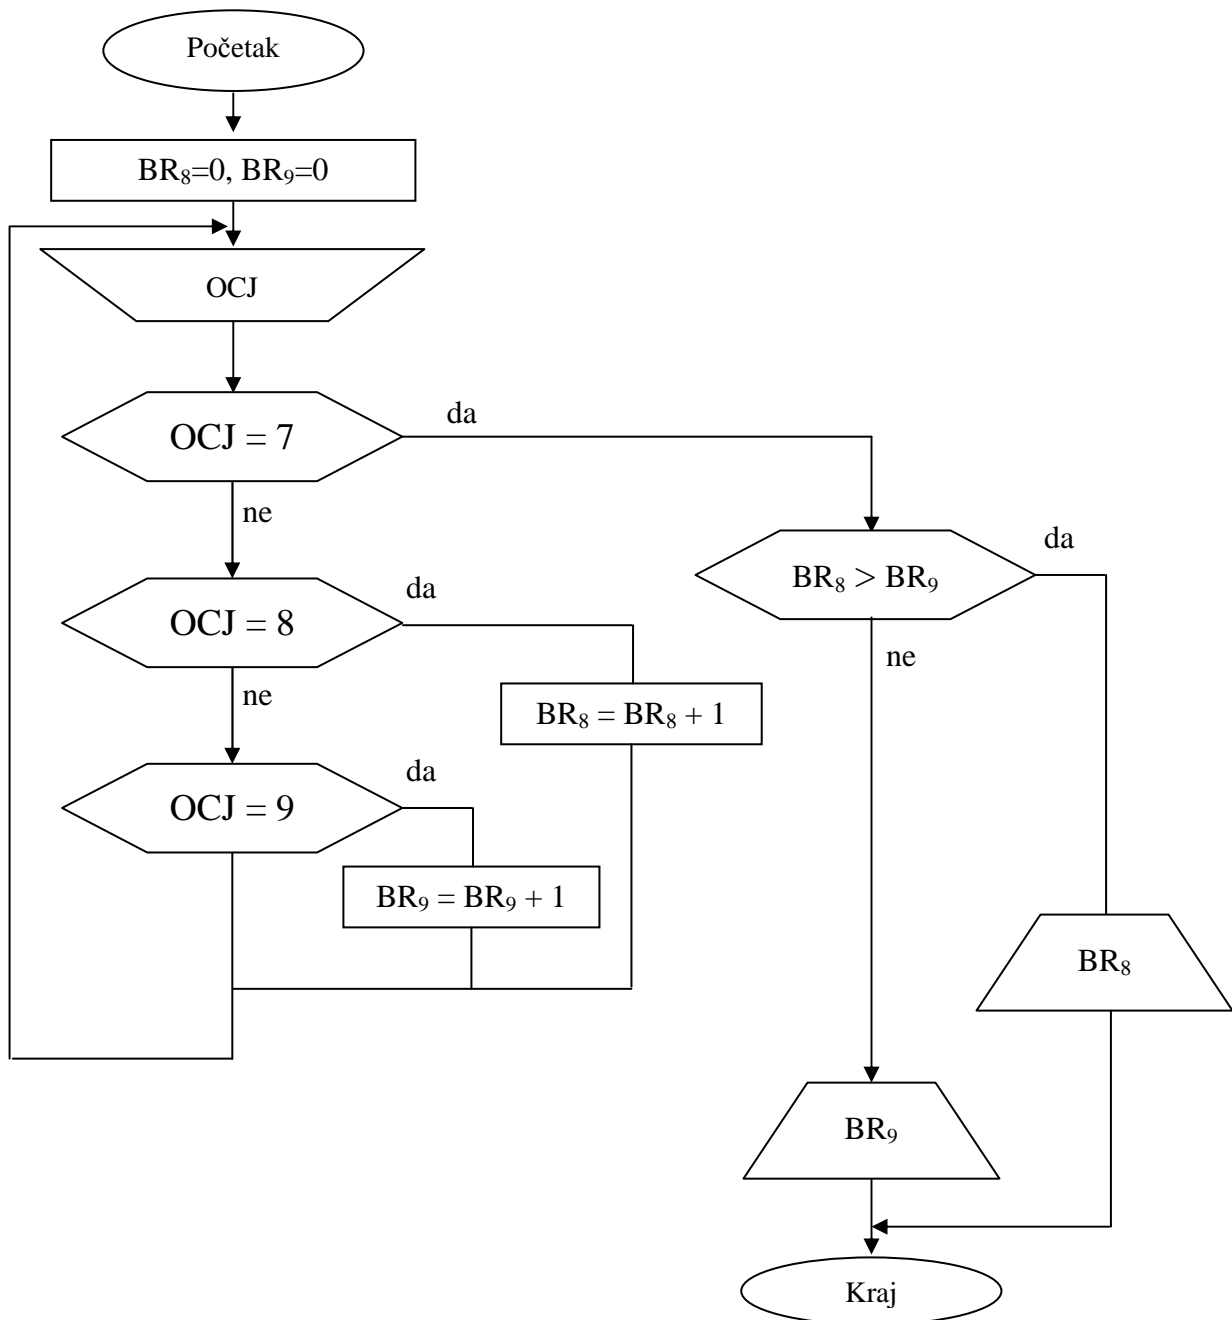 Početak
BR₈=0, BR₉=0
OCJ
OCJ = 7
da
ne
BR₈ > BR₉
da
ne
OCJ = 8
da
ne
BR₈ = BR₈ + 1
OCJ = 9
da
BR₉ = BR₉ + 1
BR₈
BR₉
Kraj